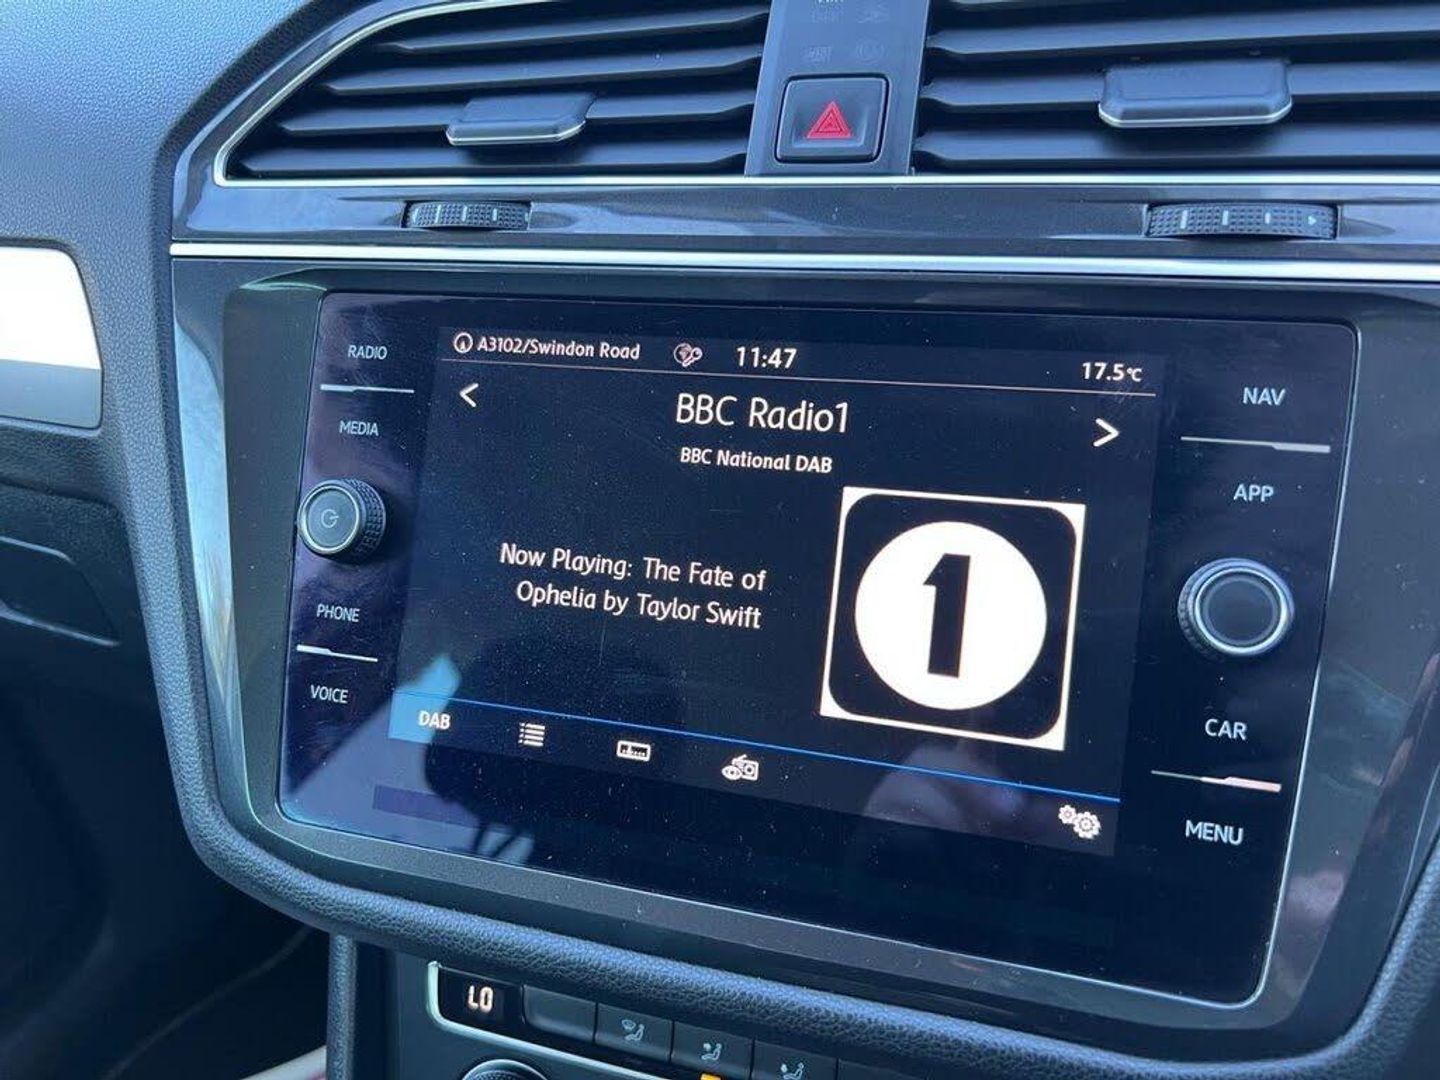 RADIO
MEDIA
PHONE
VOICE
A3102/Swindon Road
11:47
17.5°C
<
BBC Radio1
>
BBC National DAB
Now Playing: The Fate of
Ophelia by Taylor Swift
1
DAB
NAV
APP
CAR
MENU
LO